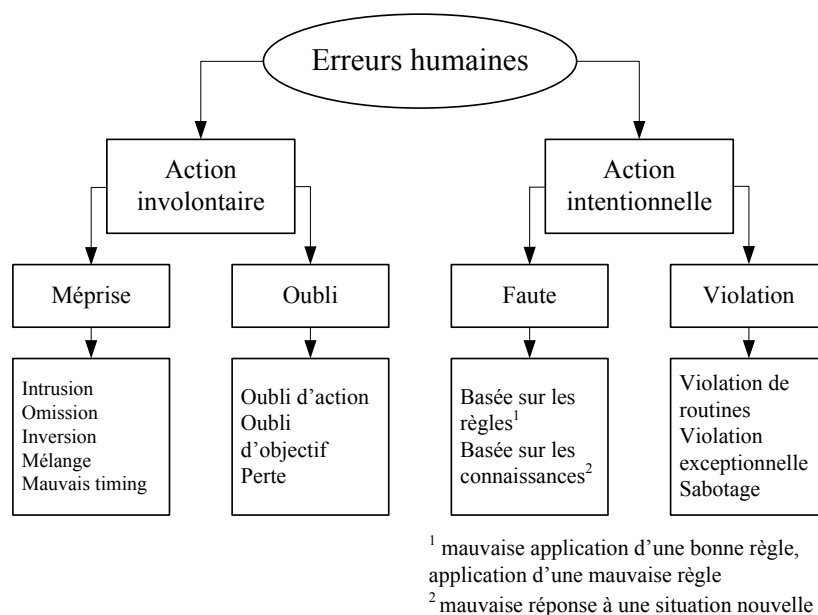 Erreurs humaines
Action
involontaire
Action
intentionnelle
Méprise
Oubli
Faute
Violation
Intrusion
Omission
Inversion
Mélange
Mauvais timing
Oubli d’action
Oubli
d’objectif
Perte
Basée sur les
règles¹
Basée sur les
connaissances²
Violation de
routines
Violation
exceptionnelle
Sabotage
¹ mauvaise application d’une bonne règle,
application d’une mauvaise règle
² mauvaise réponse à une situation nouvelle